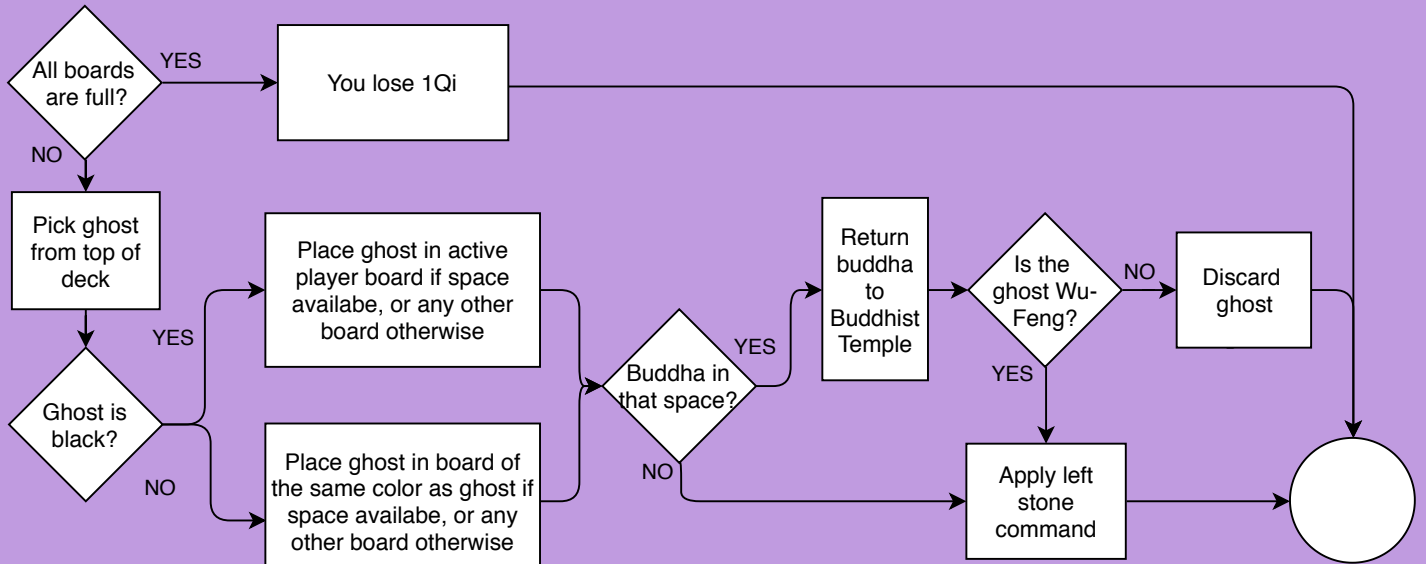 All boards
are full?
YES
You lose 1Qi
NO
Pick ghost
from top of
deck
Ghost is
black?
YES
Place ghost in active
player board if space
availabe, or any other
board otherwise
NO
Place ghost in board of
the same color as ghost if
space availabe, or any
other board otherwise
Buddha in
that space?
YES
Return
buddha
to
Buddhist
Temple
Is the
ghost Wu-
Feng?
NO
Discard
ghost
YES
NO
Apply left
stone
command